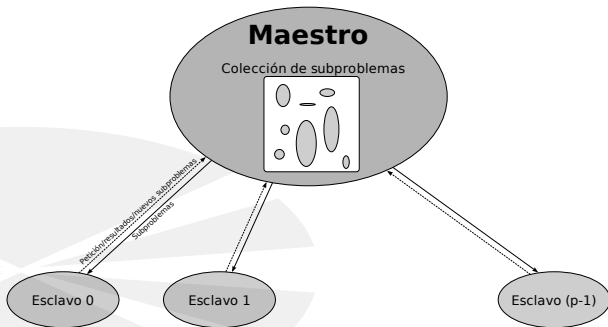 Maestro
Colección de subproblemas
Petición/resultados/nuevos subproblemas
Subproblemas
Esclavo 0
Esclavo 1
Esclavo (p-1)